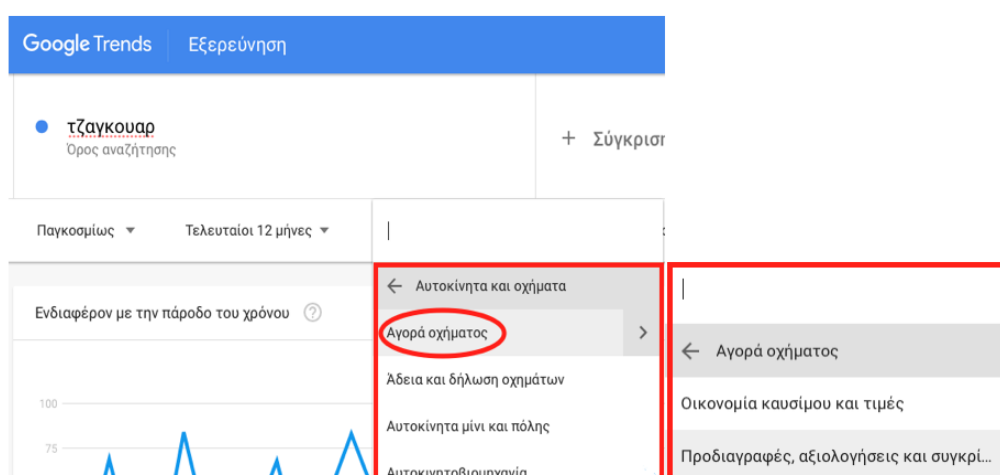 Google Trends Εξερεύνηση
τζαγκουαρ
Όρος αναζήτησης
+ Σύγκριση
Παγκοσμίως
Τελευταίοι 12 μήνες
Ενδιαφέρον με την πάροδο του χρόνου
100
75
Αυτοκίνητα και οχήματα
Αγορά οχήματος
Άδεια και δήλωση οχημάτων
Αυτοκίνητα μίνι και πόλης
Αυτοκινητοβιομηχανία
Αγορά οχήματος
Οικονομία καυσίμου και τιμές
Προδιαγραφές, αξιολογήσεις και συγκρί...